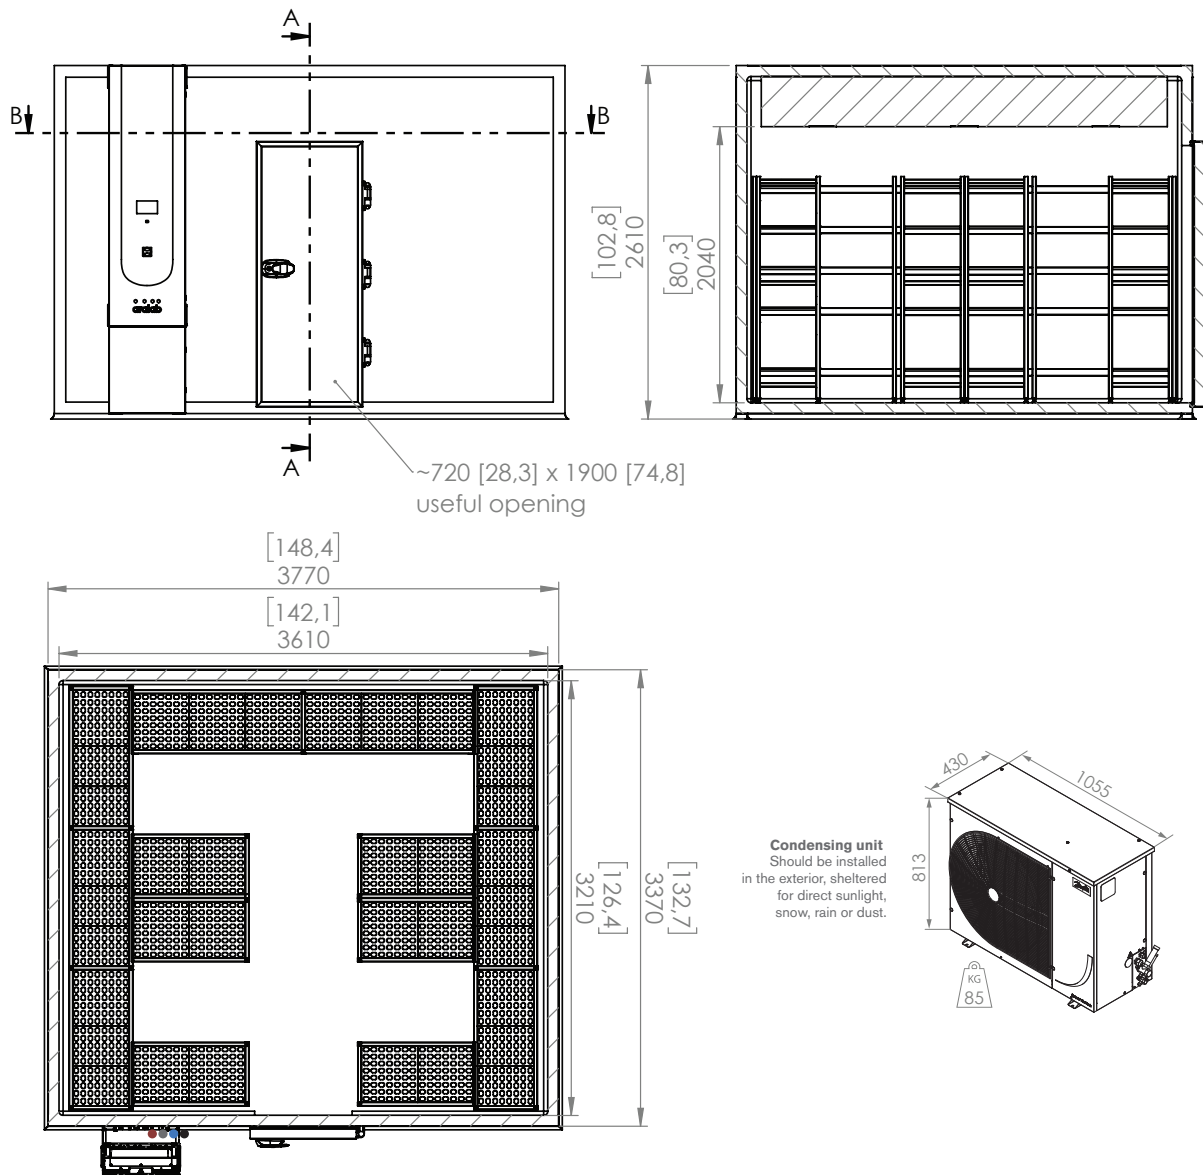 A
B
B
A
aralab
~720 [28,3] x 1900 [74,8]
useful opening
[102,8]
2610
[80,3]
2040
[148,4]
3770
[142,1]
3610
[126,4]
3210
[132,7]
3370
Condensing unit
Should be installed
in the exterior, sheltered
for direct sunlight,
snow, rain or dust.
430
1055
813
KG
85